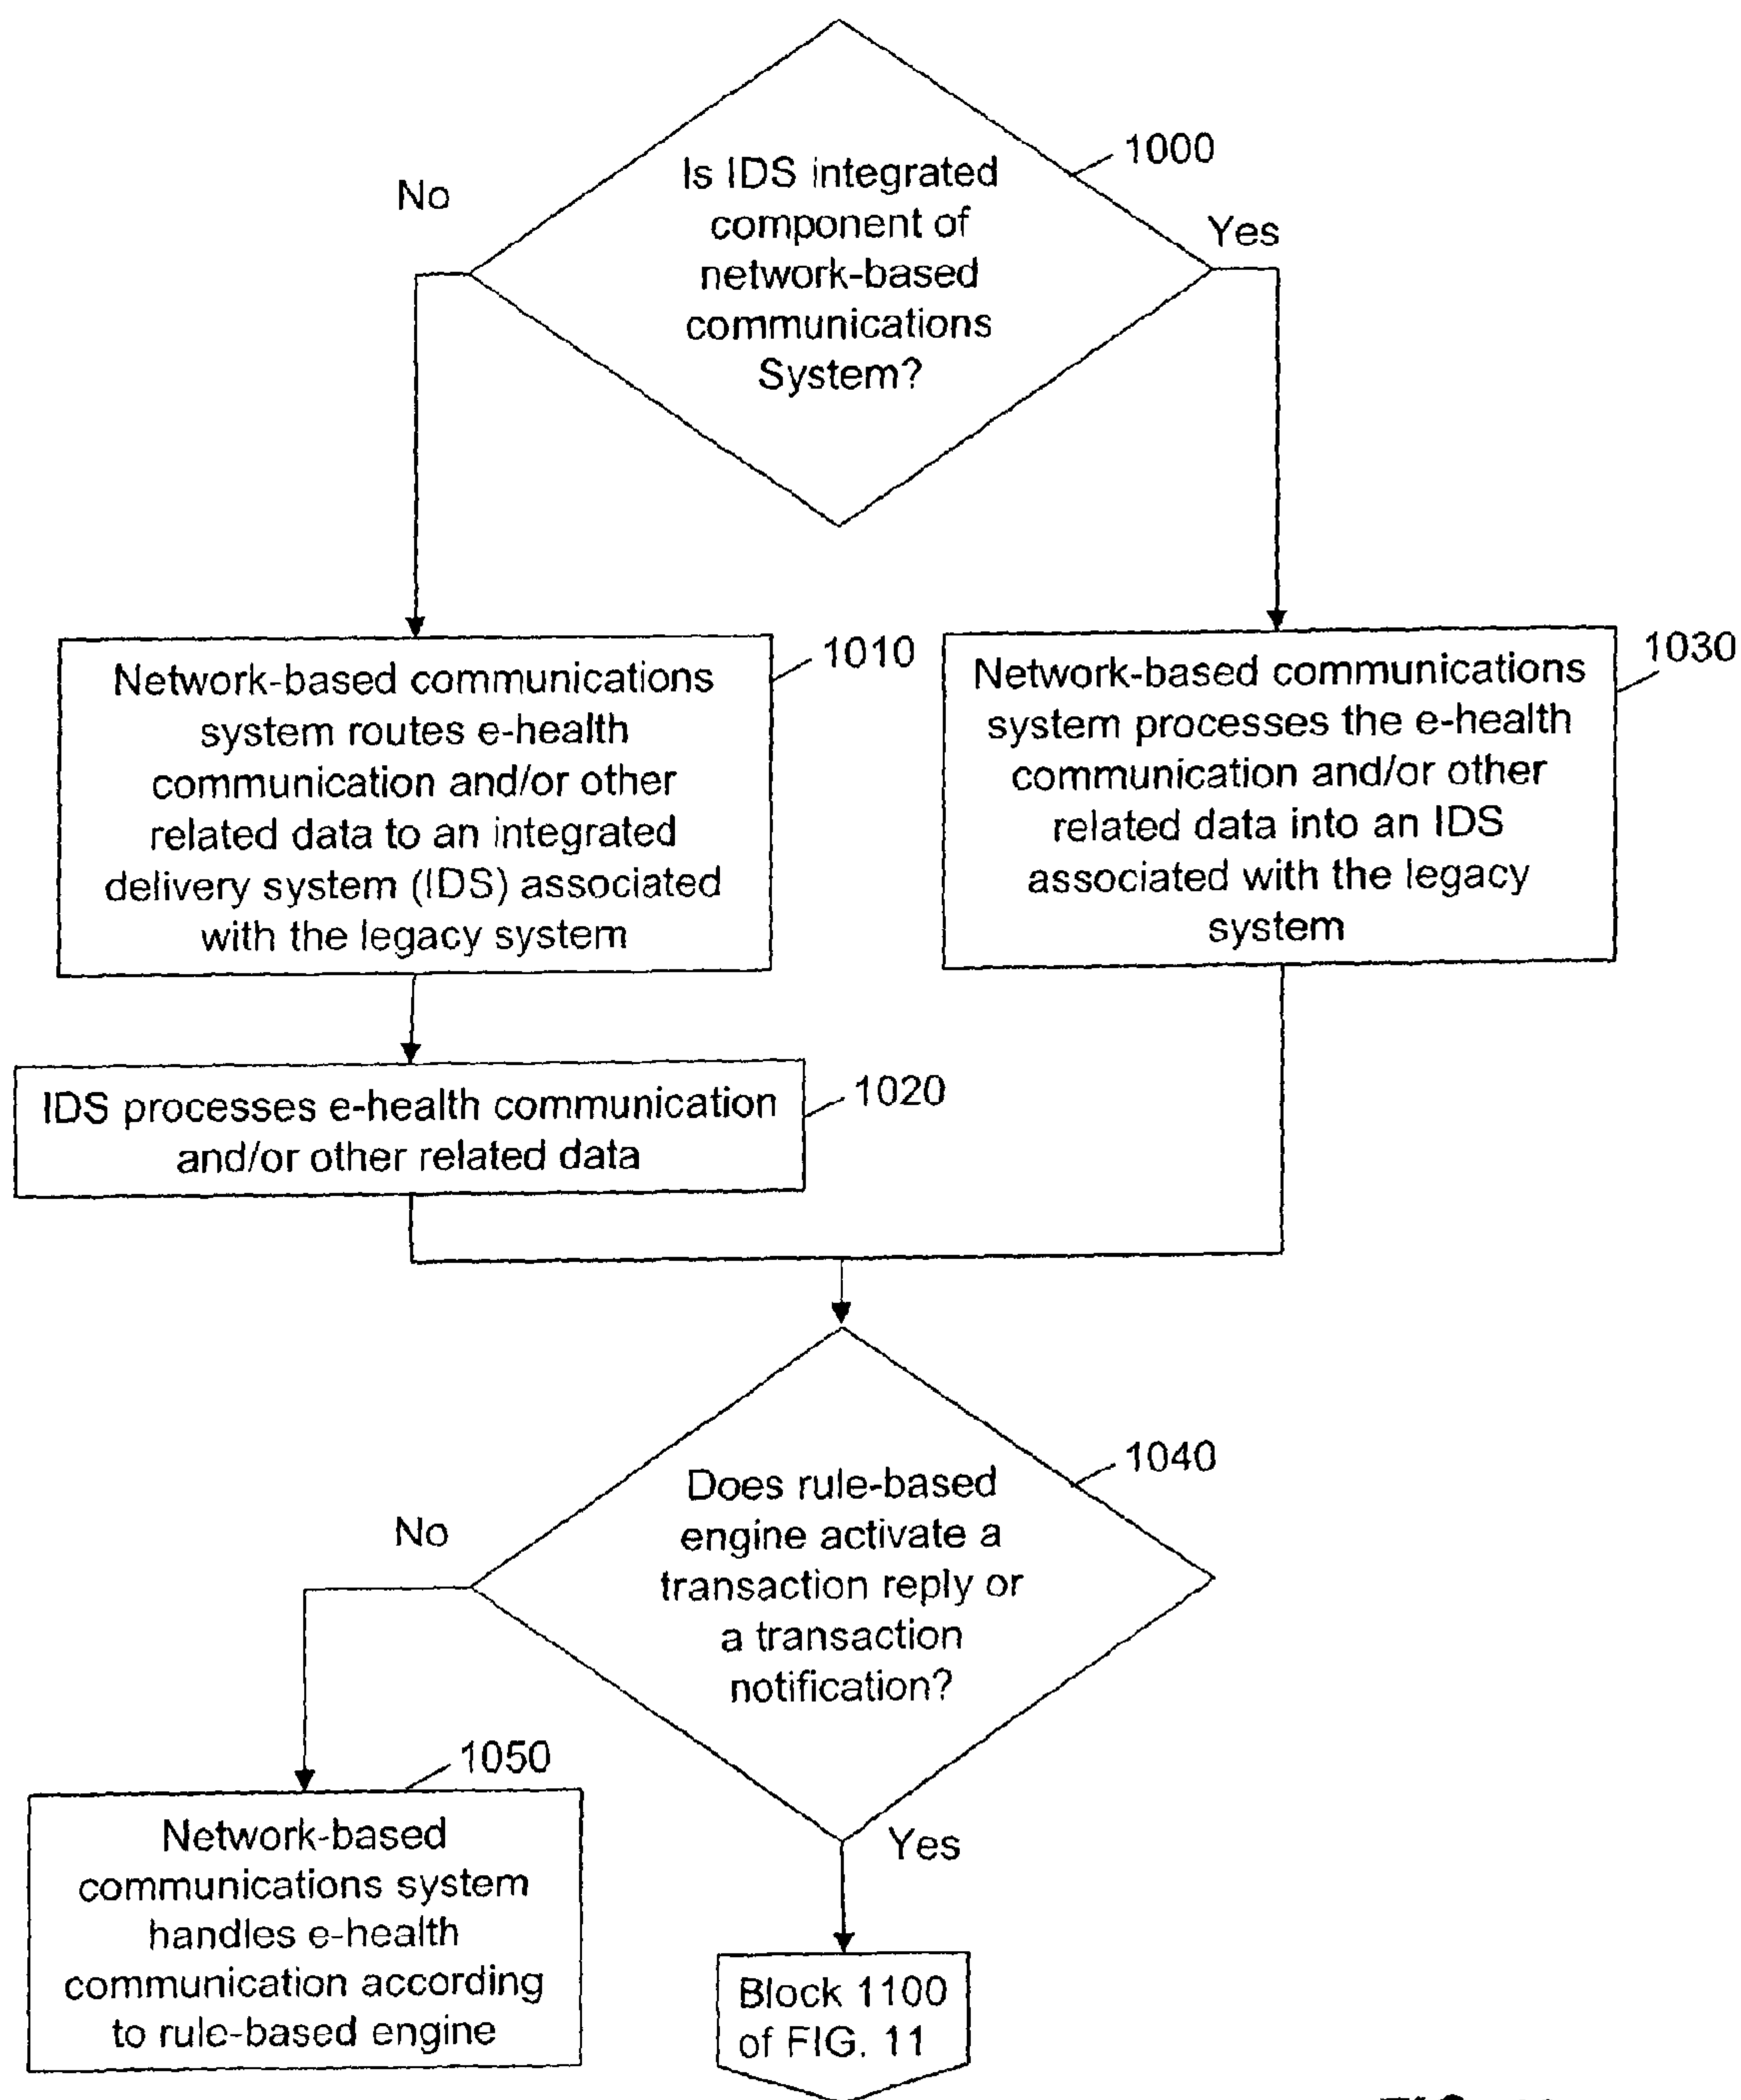 Is IDS integrated
component of
network-based
communications
System?
1000
No
Yes
Network-based communications
system routes e-health
communication and/or other
related data to an integrated
delivery system (IDS) associated
with the legacy system
1010
Network-based communications
system processes the e-health
communication and/or other
related data into an IDS
associated with the legacy
system
1030
IDS processes e-health communication
and/or other related data
1020
Does rule-based
engine activate a
transaction reply or
a transaction
notification?
1040
No
Yes
1050
Network-based
communications system
handles e-health
communication according
to rule-based engine
Block 1100
of FIG. 11